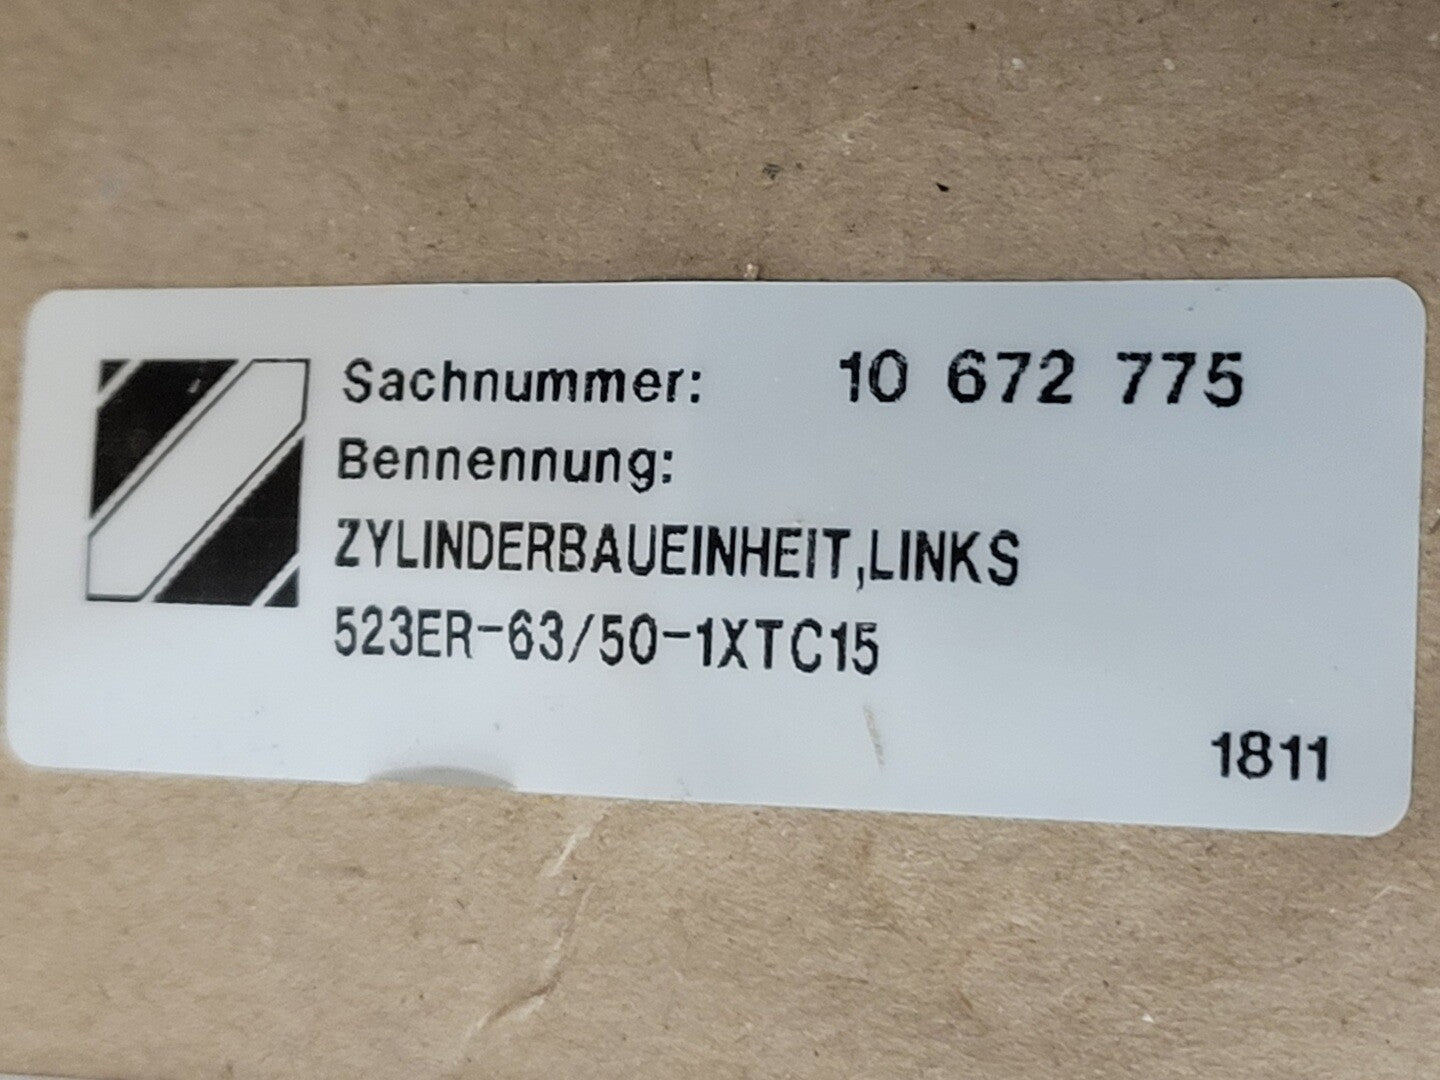 Sachnummer: 10 672 775
Bennennung:
ZYLINDERBAUEINHEIT,LINKS
523ER-63/50-1XTC15
1811